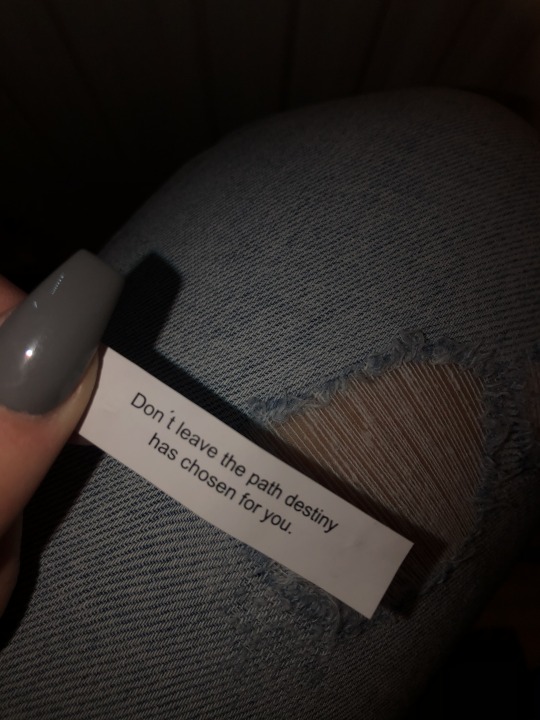 Don´t leave the path destiny
has chosen for you.